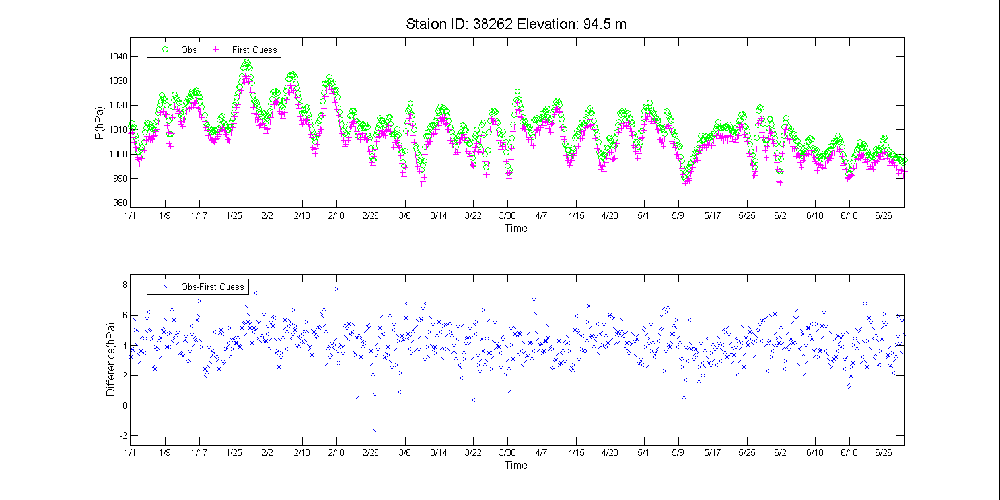 Staion ID: 38262 Elevation: 94.5 m
Obs First Guess
P(hPa)
1040
1030
1020
1010
1000
990
980
1/1 1/9 1/17 1/25 2/2 2/10 2/18 2/26 3/6 3/14 3/22 3/30 4/7 4/15 4/23 5/1 5/9 5/17 5/25 6/2 6/10 6/18 6/26
Time
Obs-First Guess
Difference(hPa)
8
6
4
2
0
-2
1/1 1/9 1/17 1/25 2/2 2/10 2/18 2/26 3/6 3/14 3/22 3/30 4/7 4/15 4/23 5/1 5/9 5/17 5/25 6/2 6/10 6/18 6/26
Time